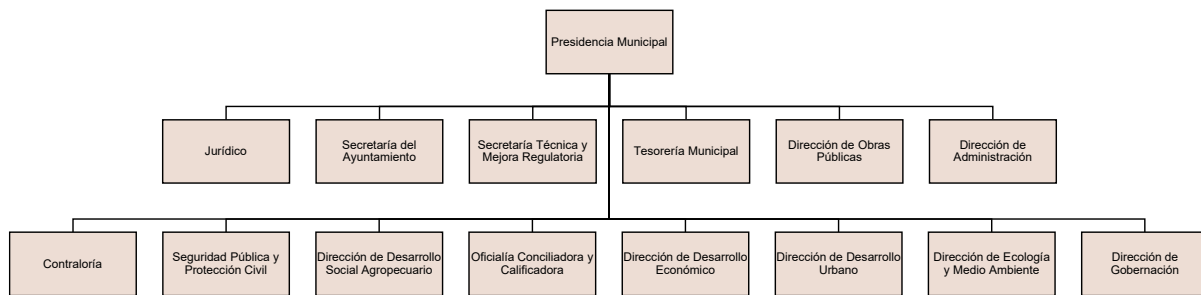 Presidencia Municipal
Jurídico
Secretaría del
Ayuntamiento
Secretaría Técnica y
Mejora Regulatoria
Tesorería Municipal
Dirección de Obras
Públicas
Dirección de
Administración
Contraloría
Seguridad Pública y
Protección Civil
Dirección de Desarrollo
Social Agropecuario
Oficialía Conciliadora y
Calificadora
Dirección de Desarrollo
Económico
Dirección de Desarrollo
Urbano
Dirección de Ecología
y Medio Ambiente
Dirección de
Gobernación